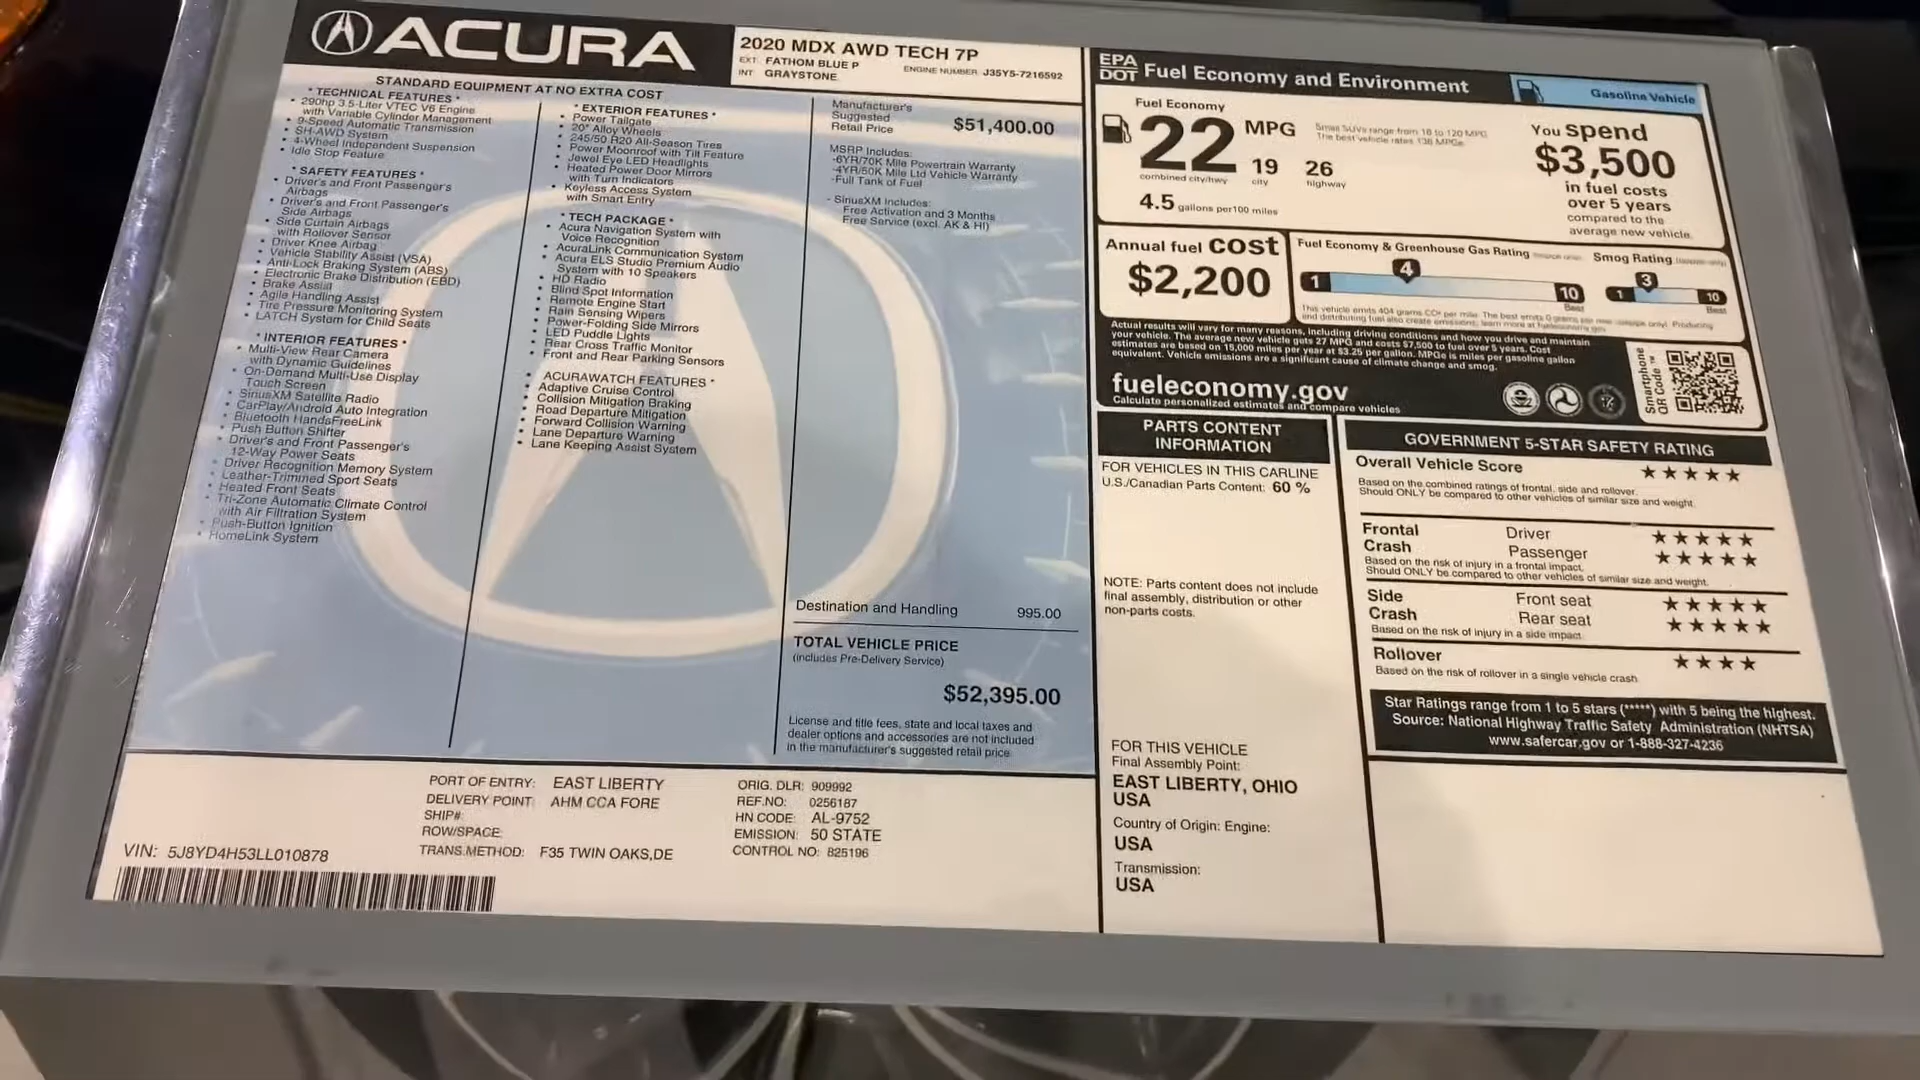 ACURA
2020 MDX AWD TECH 7P
EXT: FATHOM BLUE P
INT: GRAYSTONE
ENGINE NUMBER J35Y5-7216592
STANDARD EQUIPMENT AT NO EXTRA COST
* TECHNICAL FEATURES *
• 290hp 3.5-Liter VTEC V6 Engine
with Variable Cylinder Management
• 9-Speed Automatic Transmission
• SH-AWD System
• 4-Wheel Independent Suspension
• Idle Stop Feature
* SAFETY FEATURES *
• Driver's and Front Passenger's
Airbags
• Driver's and Front Passenger's
Side Airbags
• Side Curtain Airbags
with Rollover Sensor
• Driver Knee Airbag
• Vehicle Stability Assist (VSA)
• Anti-Lock Braking System (ABS)
• Electronic Brake Distribution (EBD)
• Brake Assist
• Agile Handling Assist
• Tire Pressure Monitoring System
• LATCH System for Child Seats
* INTERIOR FEATURES *
• Multi-View Rear Camera
with Dynamic Guidelines
• On-Demand Multi-Use Display
Touch Screen
• SiriusXM Satellite Radio
• CarPlay/Android Auto Integration
• Bluetooth HandsFreeLink
• Push Button Shifter
• Driver's and Front Passenger's
12-Way Power Seats
• Driver Recognition Memory System
• Leather-Trimmed Sport Seats
• Heated Front Seats
• Tri-Zone Automatic Climate Control
with Air Filtration System
• Push-Button Ignition
• HomeLink System
* EXTERIOR FEATURES *
• Power Tailgate
• 20" Alloy Wheels
• 245/50 R20 All-Season Tires
• Power Moonroof with Tilt Feature
• Jewel Eye LED Headlights
• Heated Power Door Mirrors
with Turn Indicators
• Keyless Access System
with Smart Entry
* TECH PACKAGE *
• Acura Navigation System with
Voice Recognition
• AcuraLink Communication System
• Acura ELS Studio Premium Audio
System with 10 Speakers
• HD Radio
• Blind Spot Information
• Remote Engine Start
• Rain Sensing Wipers
• Power-Folding Side Mirrors
• LED Puddle Lights
• Rear Cross Traffic Monitor
• Front and Rear Parking Sensors
* ACURAWATCH FEATURES *
• Adaptive Cruise Control
• Collision Mitigation Braking
• Road Departure Mitigation
• Forward Collision Warning
• Lane Departure Warning
• Lane Keeping Assist System
Manufacturer's
Suggested
Retail Price $51,400.00
MSRP Includes:
-6YR/70K Mile Powertrain Warranty
-4YR/50K Mile Ltd Vehicle Warranty
-Full Tank of Fuel
- SiriusXM Includes:
Free Activation and 3 Months
Free Service (excl. AK & HI)
Destination and Handling 995.00
TOTAL VEHICLE PRICE
(includes Pre-Delivery Service)
$52,395.00
License and title fees, state and local taxes and
dealer options and accessories are not included
in the manufacturer's suggested retail price.
VIN: 5J8YD4H53LL010878
PORT OF ENTRY: EAST LIBERTY
DELIVERY POINT: AHM CCA FORE
SHIP#:
ROW/SPACE:
TRANS.METHOD: F35 TWIN OAKS,DE
ORIG. DLR: 909992
REF.NO: 0256187
HN CODE: AL-9752
EMISSION: 50 STATE
CONTROL NO: 825196
EPA
DOT Fuel Economy and Environment
Gasoline Vehicle
Fuel Economy
22 MPG
combined city/hwy
19
city
26
highway
4.5 gallons per 100 miles
Small SUVs range from 18 to 120 MPG.
The best vehicle rates 136 MPGe.
You spend
$3,500
in fuel costs
over 5 years
compared to the
average new vehicle.
Annual fuel cost
$2,200
Fuel Economy & Greenhouse Gas Rating
1
4
10
Best
Smog Rating
1
3
10
Best
This vehicle emits 404 grams CO² per mile. The best emits 0 grams per mile (tailpipe only). Producing
and distributing fuel also create emissions; learn more at fueleconomy.gov.
Actual results will vary for many reasons, including driving conditions and how you drive and maintain
your vehicle. The average new vehicle gets 27 MPG and costs $7,500 to fuel over 5 years. Cost
estimates are based on 15,000 miles per year at $3.25 per gallon. MPGe is miles per gasoline gallon
equivalent. Vehicle emissions are a significant cause of climate change and smog.
fueleconomy.gov
Calculate personalized estimates and compare vehicles
Smartphone
QR Code™
PARTS CONTENT
INFORMATION
FOR VEHICLES IN THIS CARLINE
U.S./Canadian Parts Content: 60 %
NOTE: Parts content does not include
final assembly, distribution or other
non-parts costs.
FOR THIS VEHICLE
Final Assembly Point:
EAST LIBERTY, OHIO
USA
Country of Origin: Engine:
USA
Transmission:
USA
GOVERNMENT 5-STAR SAFETY RATING
Overall Vehicle Score ★★★★★
Based on the combined ratings of frontal, side and rollover.
Should ONLY be compared to other vehicles of similar size and weight.
Frontal Driver ★★★★★
Crash Passenger ★★★★★
Based on the risk of injury in a frontal impact.
Should ONLY be compared to other vehicles of similar size and weight.
Side Front seat ★★★★★
Crash Rear seat ★★★★★
Based on the risk of injury in a side impact.
Rollover ★★★★
Based on the risk of rollover in a single vehicle crash.
Star Ratings range from 1 to 5 stars (*****) with 5 being the highest.
Source: National Highway Traffic Safety Administration (NHTSA)
www.safercar.gov or 1-888-327-4236